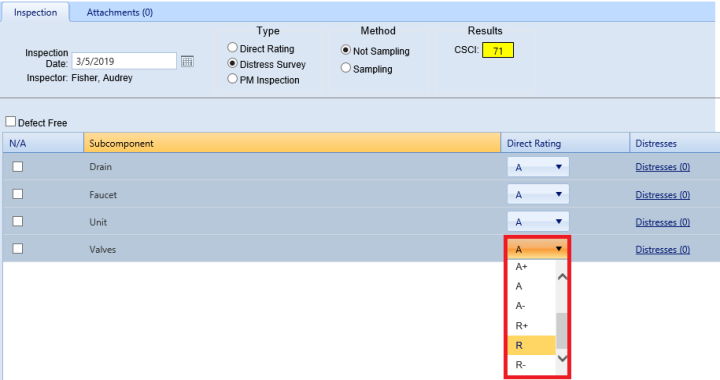 Inspection Attachments (0)
Type Method Results
Direct Rating Not Sampling CSCI: 71
Inspection
Date: 3/5/2019 Distress Survey Sampling
Inspector: Fisher, Audrey PM Inspection
Defect Free
N/A Subcomponent Direct Rating Distresses
Drain A Distresses (0)
Faucet A Distresses (0)
Unit A Distresses (0)
Valves A Distresses (0)
A+
A
A-
R+
R
R-